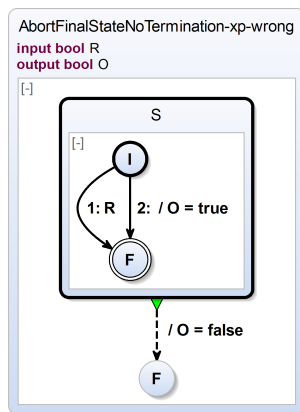 AbortFinalStateNoTermination-xp-wrong
input bool R
output bool O
[-]
S
[-]
I
1: R
2: / O = true
F
/ O = false
F